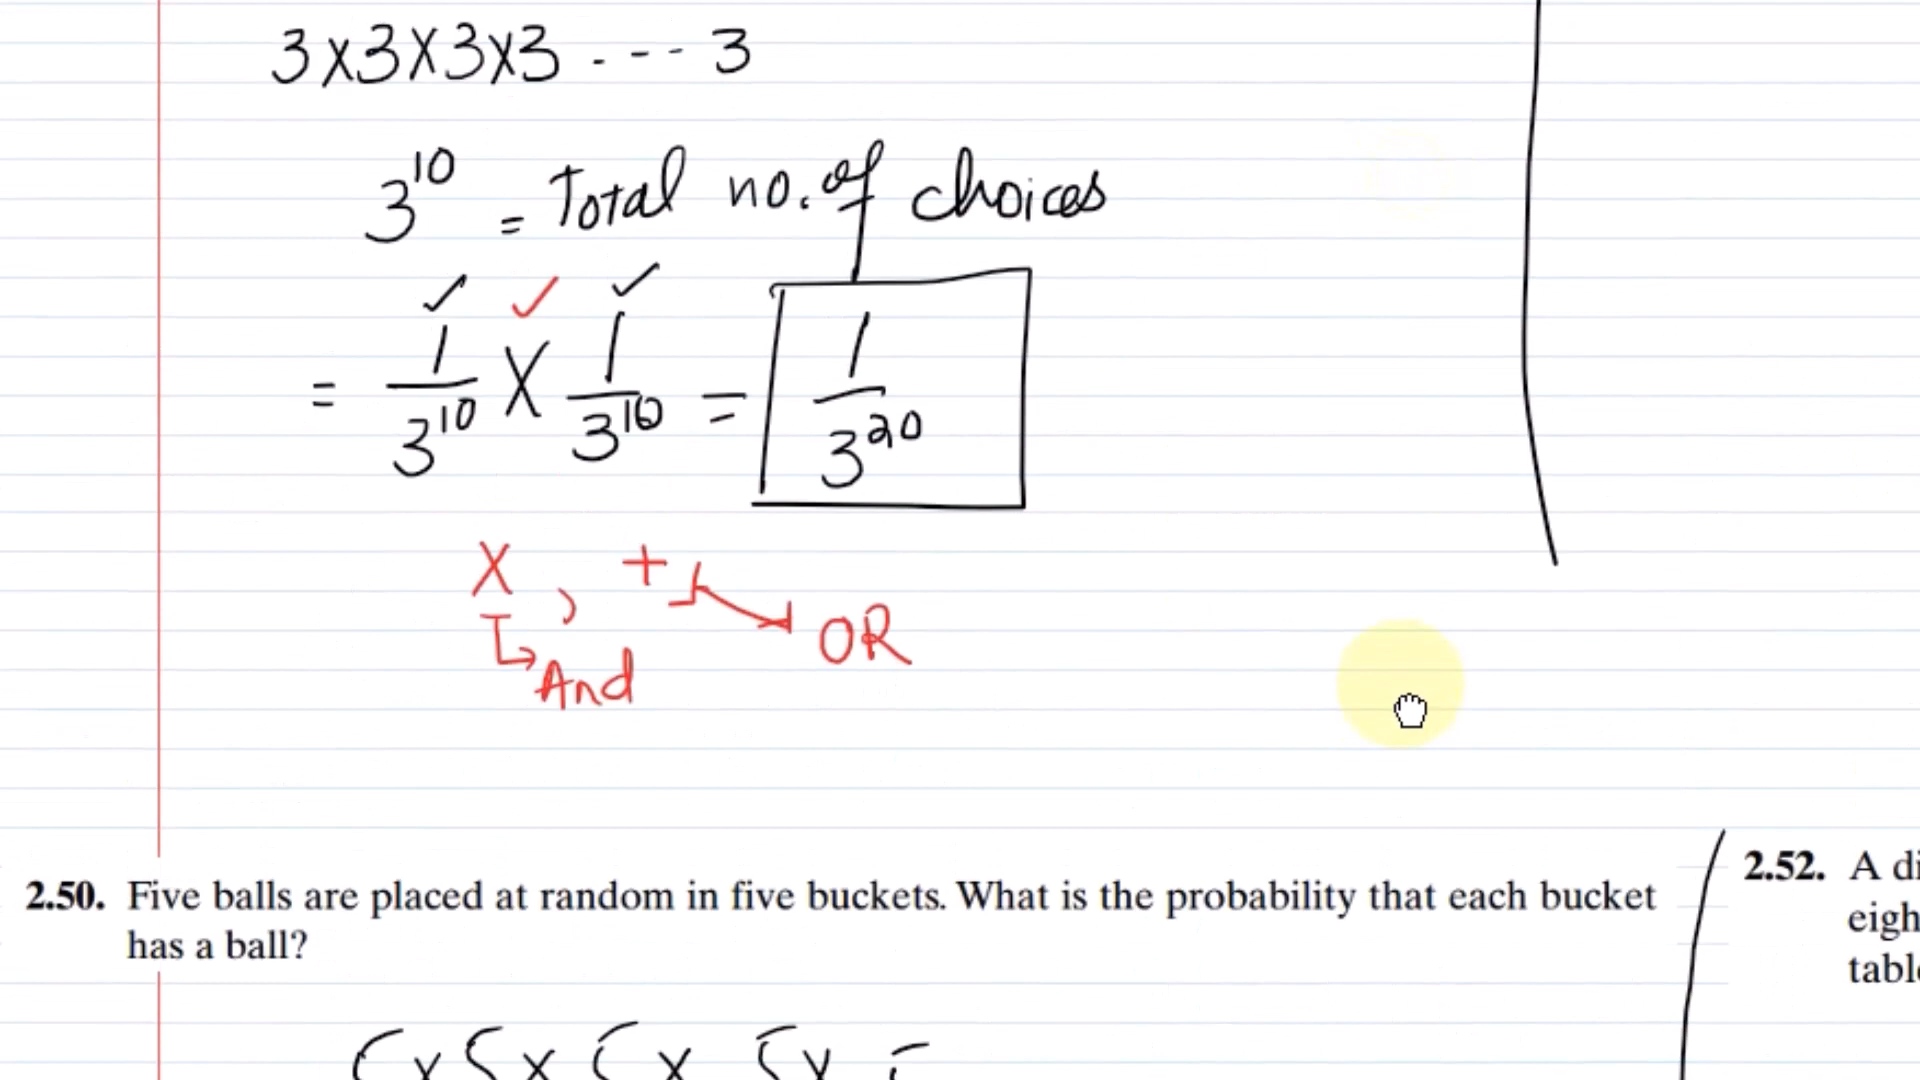 3x3x3x3 . - - - 3
3^10 = Total no. of choices
= 1/3^10 X 1/3^10 = 1/3^20
X , + OR
And
2.50. Five balls are placed at random in five buckets. What is the probability that each bucket
has a ball?
2.52. A di
eigh
tabl